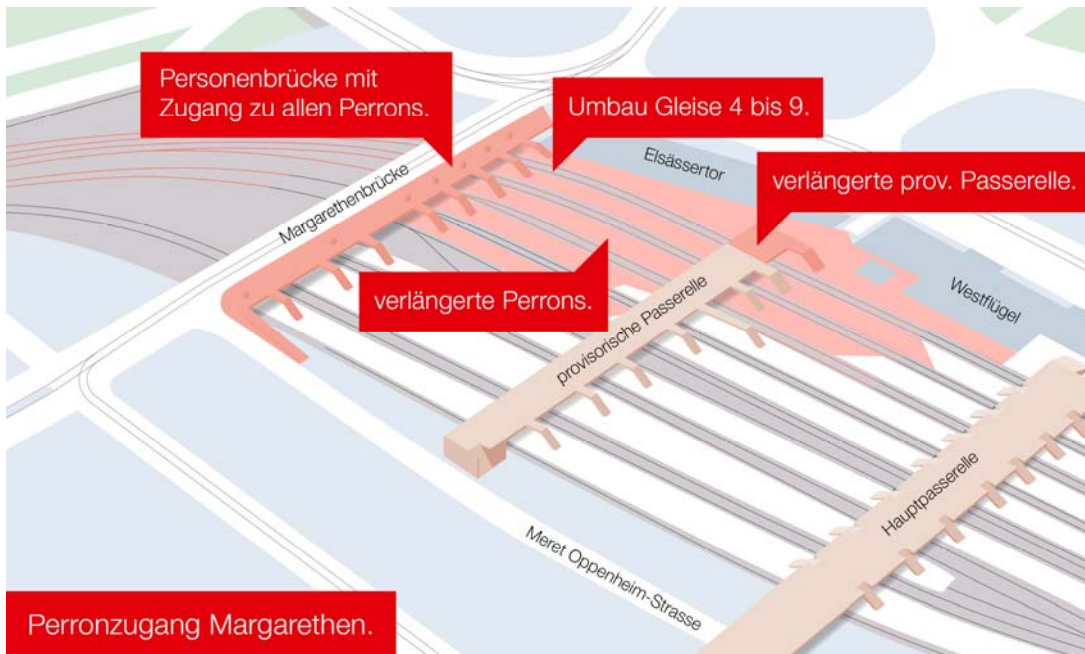 Personenbrücke mit
Zugang zu allen Perrons.
Umbau Gleise 4 bis 9.
Elsässertor
verlängerte prov. Passerelle.
Margarethenbrücke
verlängerte Perrons.
Westflügel
provisorische Passerelle
Hauptpasserelle
Meret Oppenheim-Strasse
Perronzugang Margarethen.